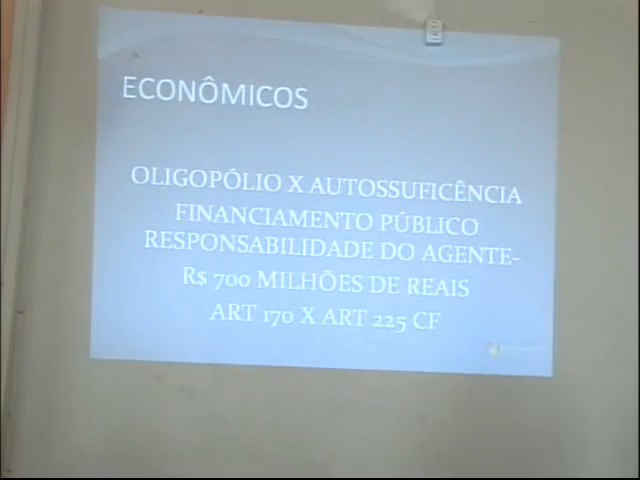 ECONÔMICOS
OLIGOPÓLIO X AUTOSSUFICÊNCIA
FINANCIAMENTO PÚBLICO
RESPONSABILIDADE DO AGENTE-
R$ 700 MILHÕES DE REAIS
ART 170 X ART 225 CF